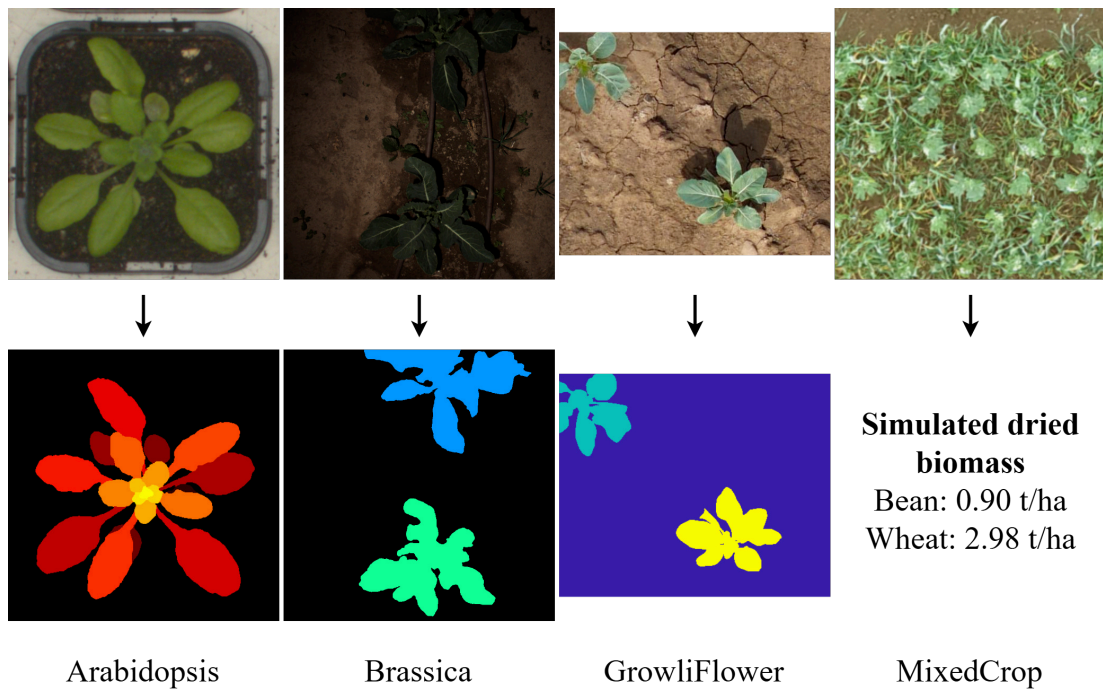 Simulated dried
biomass
Bean: 0.90 t/ha
Wheat: 2.98 t/ha
Arabidopsis
Brassica
GrowliFlower
MixedCrop